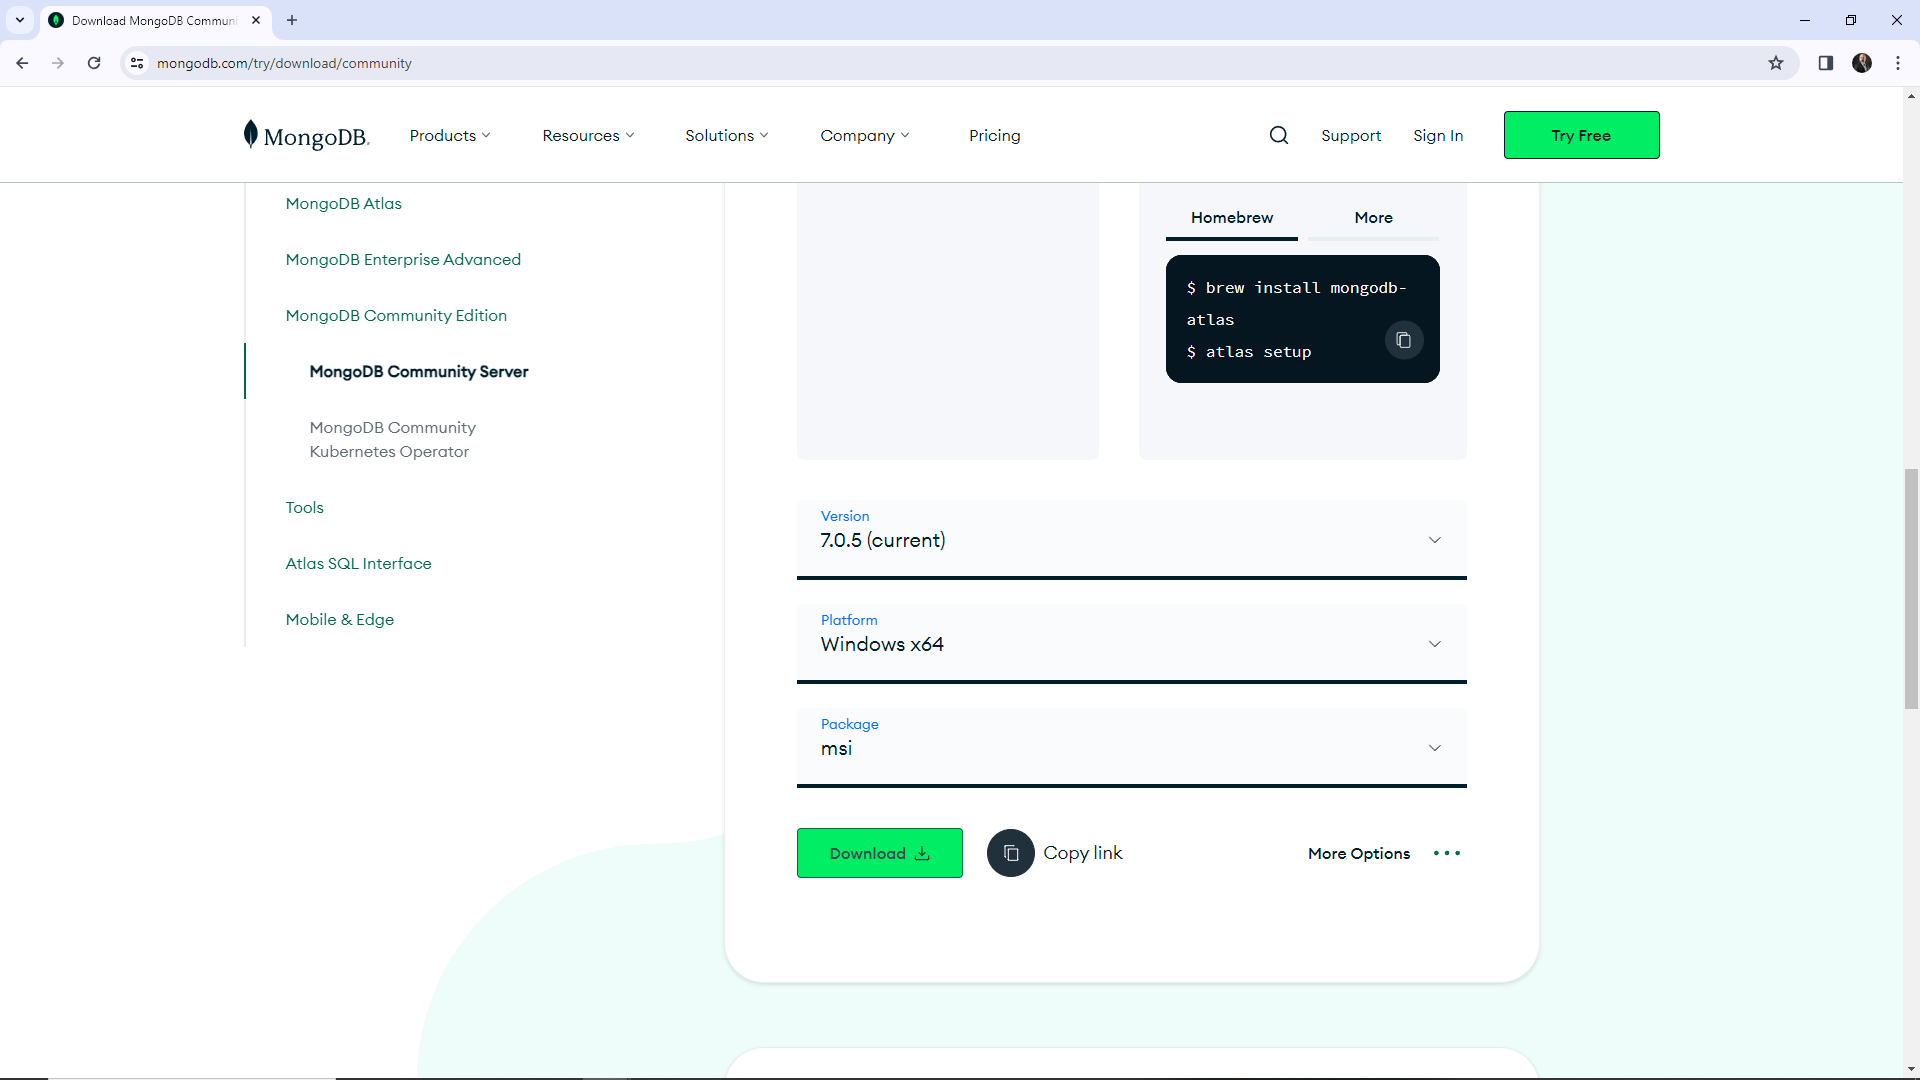 Download MongoDB Communi
mongodb.com/try/download/community
MongoDB.
Products
Resources
Solutions
Company
Pricing
Support
Sign In
Try Free
MongoDB Atlas
MongoDB Enterprise Advanced
MongoDB Community Edition
MongoDB Community Server
MongoDB Community
Kubernetes Operator
Tools
Atlas SQL Interface
Mobile & Edge
Homebrew
More
$ brew install mongodb-
atlas
$ atlas setup
Version
7.0.5 (current)
Platform
Windows x64
Package
msi
Download
Copy link
More Options